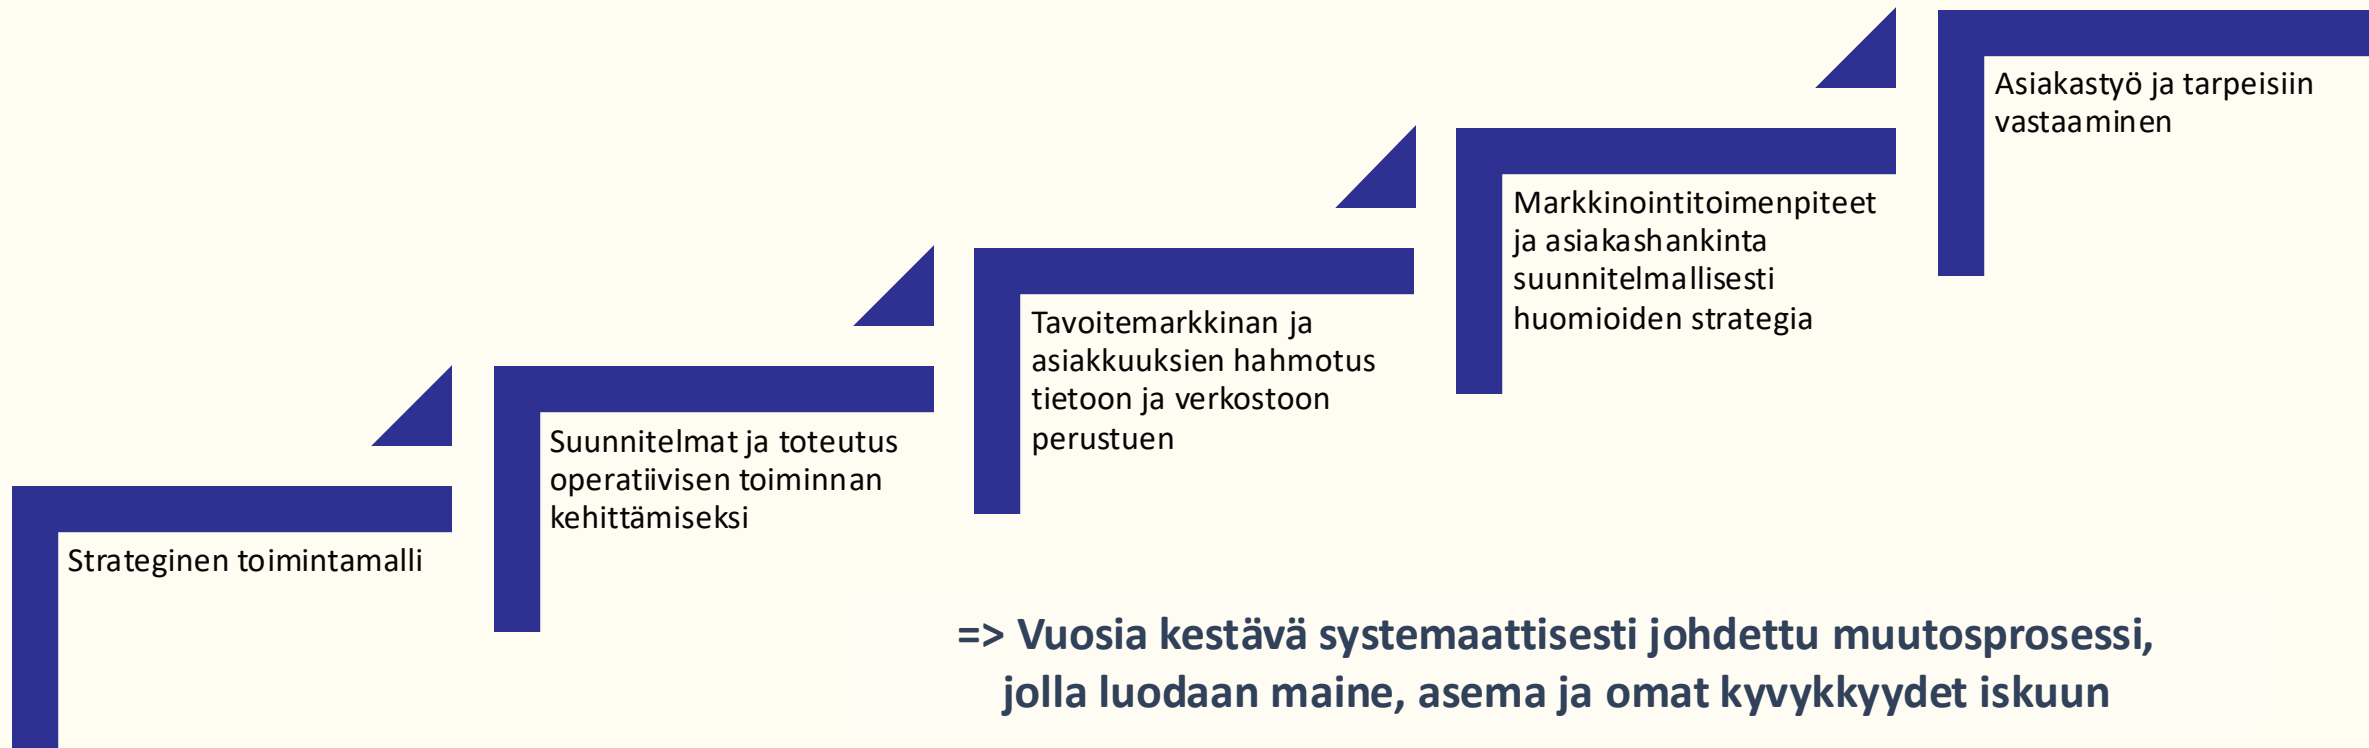 Strateginen toimintamalli
Suunnitelmat ja toteutus
operatiivisen toiminnan
kehittämiseksi
Tavoitemarkkinan ja
asiakkuuksien hahmotus
tietoon ja verkostoon
perustuen
Markkinointitoimenpiteet
ja asiakashankinta
suunnitelmallisesti
huomioiden strategia
Asiakastyö ja tarpeisiin
vastaaminen
=> Vuosia kestävä systemaattisesti johdettu muutosprosessi,
jolla luodaan maine, asema ja omat kyvykkyydet iskuun